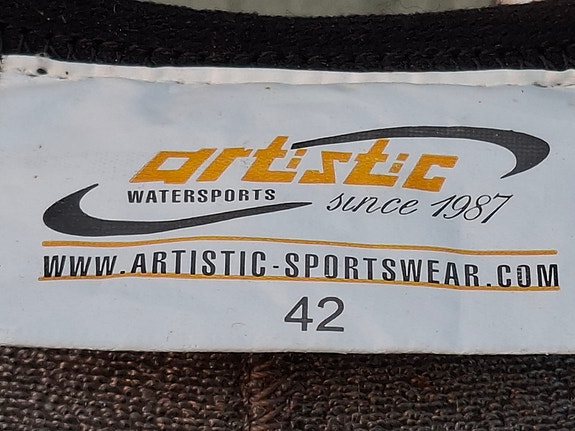 artistic
WATERSPORTS
since 1987
WWW.ARTISTIC-SPORTSWEAR.COM
42